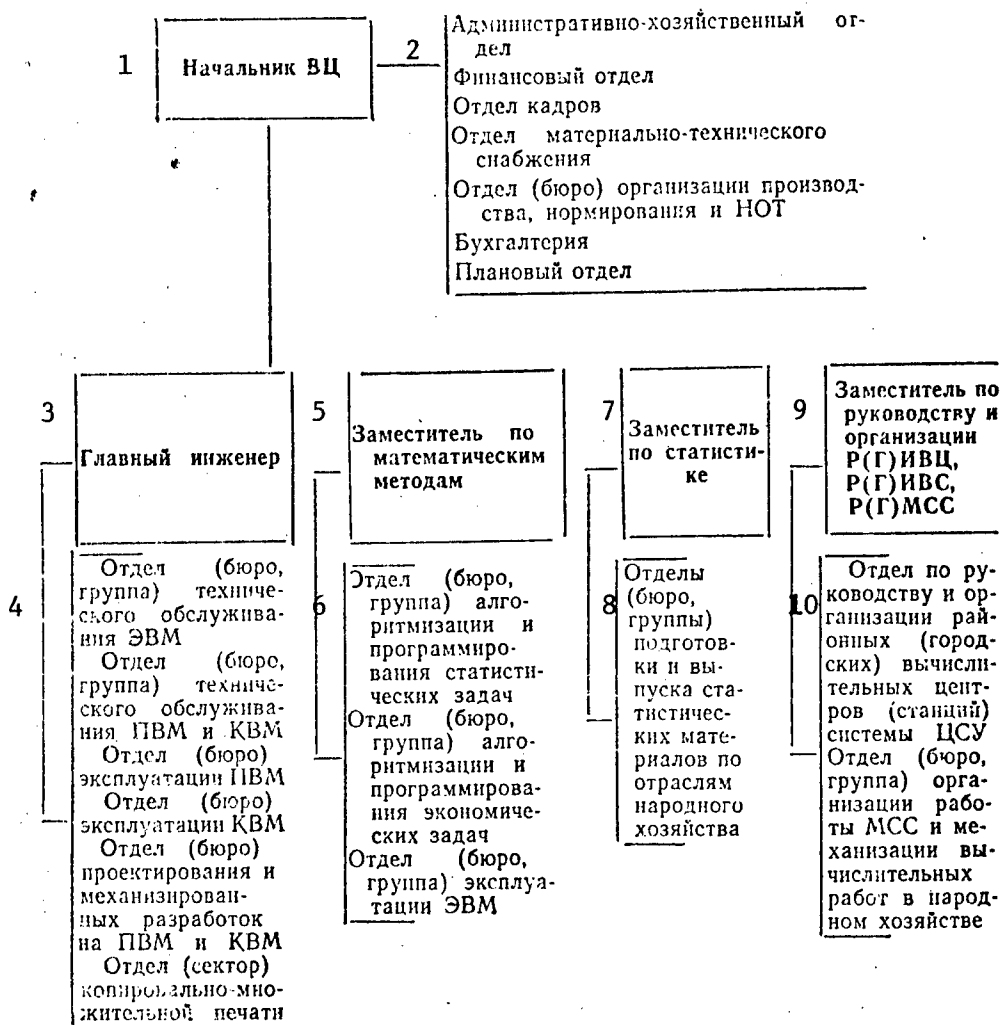 1
Начальник ВЦ
2
Административно-хозяйственный от-
дел
Финансовый отдел
Отдел кадров
Отдел материально-технического
снабжения
Отдел (бюро) организации производ-
ства, нормирования и НОТ
Бухгалтерия
Плановый отдел
3
Главный инженер
4
Отдел (бюро,
группа) техниче-
ского обслужива-
ния ЭВМ
Отдел (бюро,
группа) техниче-
ского обслужива-
ния ПВМ и КВМ
Отдел (бюро)
эксплуатации ПВМ
Отдел (бюро)
эксплуатации КВМ
Отдел (бюро)
проектирования и
механизирован-
ных разработок
на ПВМ и КВМ
Отдел (сектор)
копировально-мно-
жительной печати
5
Заместитель по
математическим
методам
6
Отдел (бюро,
группа) алго-
ритмизации и
программиро-
вания статисти-
ческих задач
Отдел (бюро,
группа) алго-
ритмизации и
программирова-
ния экономиче-
ских задач
Отдел (бюро,
группа) эксплуа-
тации ЭВМ
7
Заместитель
по статисти-
ке
8
Отделы
(бюро,
группы)
подготов-
ки и вы-
пуска ста-
тистичес-
ких мате-
риалов по
отраслям
народного
хозяйства
9
Заместитель по
руководству и
организации
Р(Г)ИВЦ,
Р(Г)ИВС,
Р(Г)МСС
10
Отдел по ру-
ководству и ор-
ганизации рай-
онных (город-
ских) вычисли-
тельных цент-
ров (станций)
системы ЦСУ
Отдел (бюро,
группа) орга-
низации рабо-
ты МСС и ме-
ханизации вы-
числительных
работ в народ-
ном хозяйстве